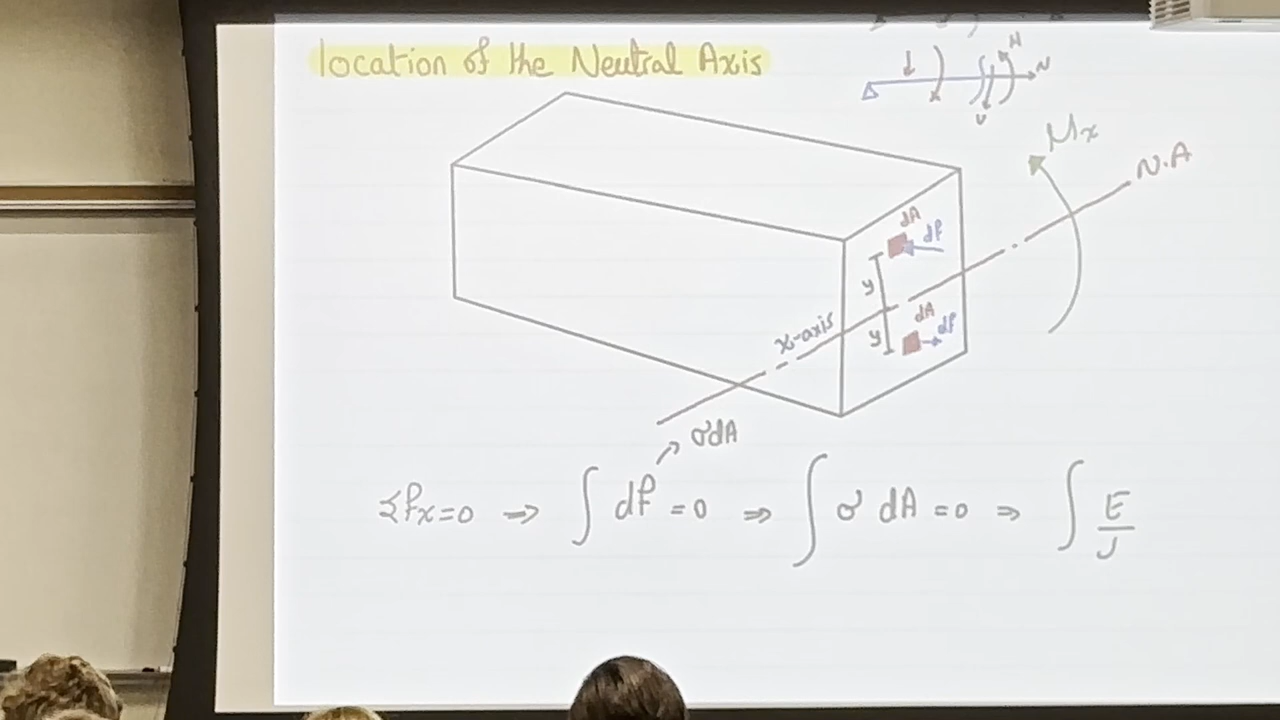 location of the Neutral Axis
M
N
V
Mx
N.A
dA
df
y
dA
df
y
x-axis
σdA
Σfx=0 → ∫ df = 0 ⇒ ∫ σ dA = 0 ⇒ ∫ E/J